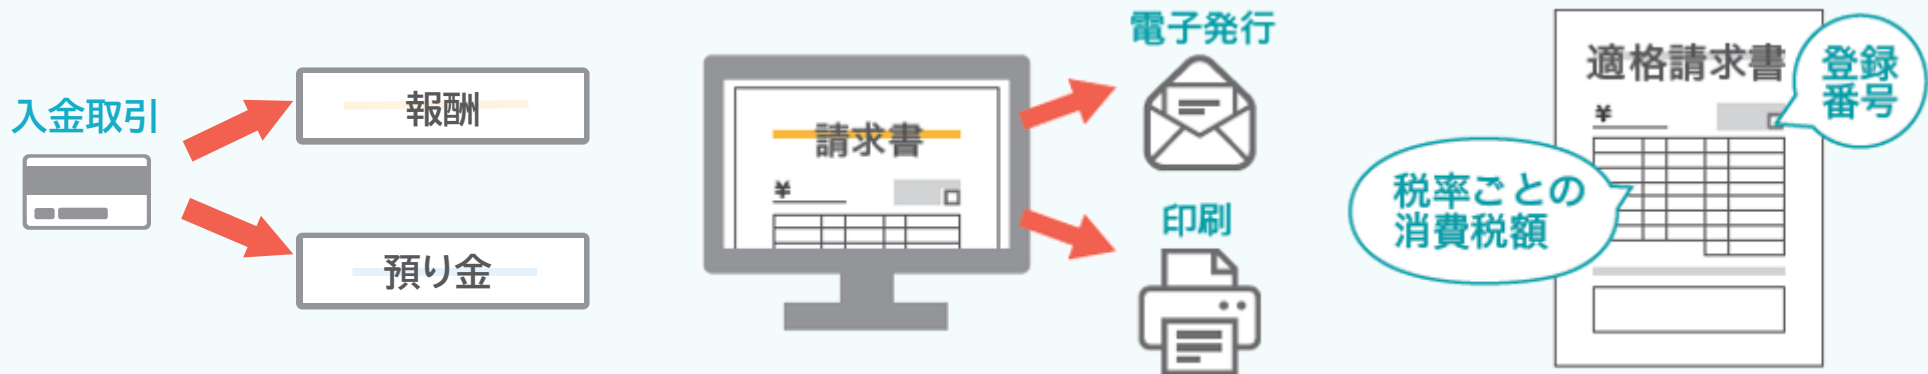 入金取引
報酬
預り金
請求書
¥
電子発行
印刷
適格請求書
¥
登録
番号
税率ごとの
消費税額